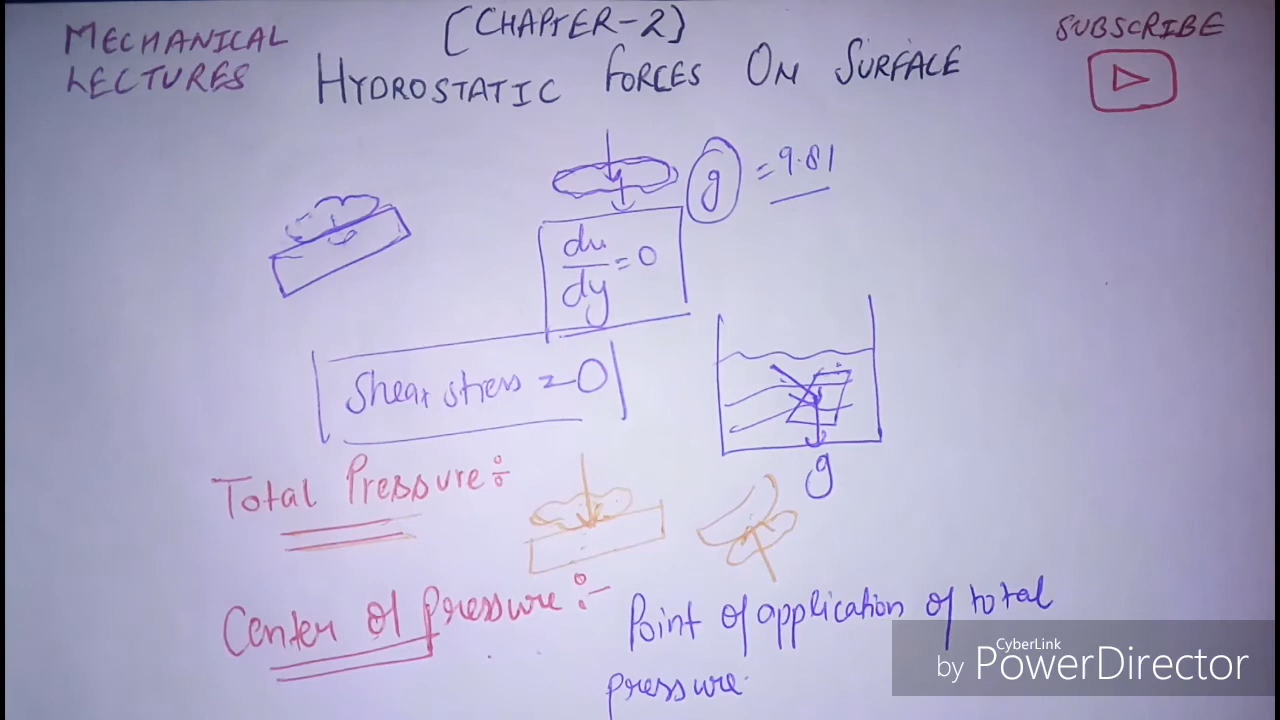 [CHAPTER-2]
MECHANICAL
LECTURES
HYDROSTATIC FORCES ON SURFACE
SUBSCRIBE
g = 9.81
du/dy = 0
Shear stress = 0
g
Total Pressure :-
Center of pressure :-
Point of application of total
pressure.
CyberLink
by PowerDirector